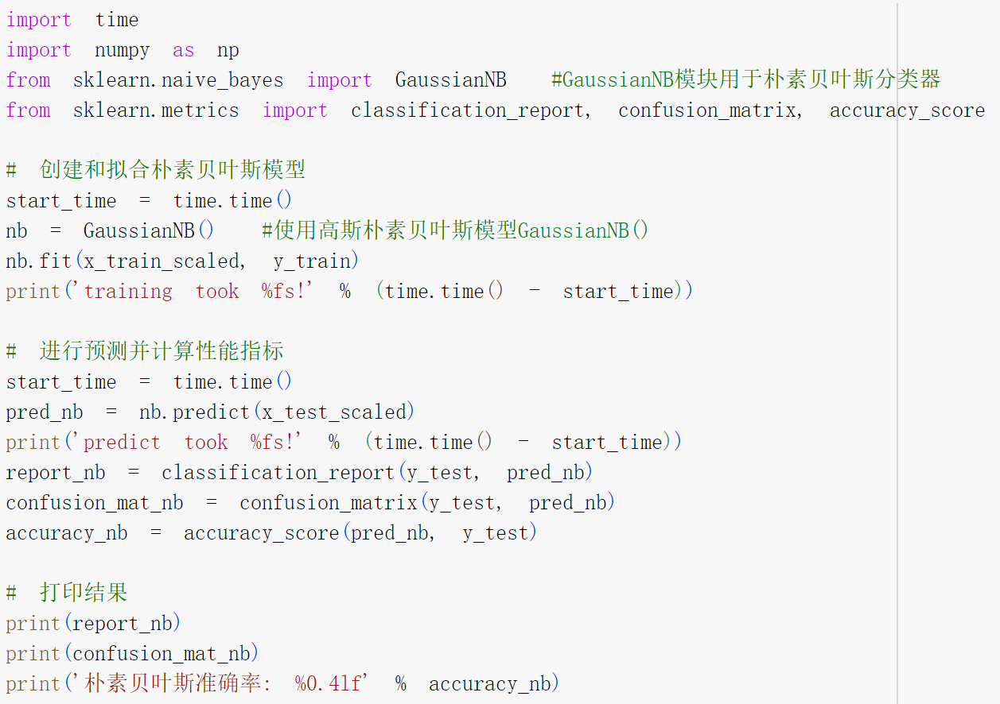 import time
import numpy as np
from sklearn.naive_bayes import GaussianNB    #GaussianNB模块用于朴素贝叶斯分类器
from sklearn.metrics import classification_report, confusion_matrix, accuracy_score
# 创建和拟合朴素贝叶斯模型
start_time = time.time()
nb = GaussianNB()    #使用高斯朴素贝叶斯模型GaussianNB()
nb.fit(x_train_scaled, y_train)
print('training took %fs!' % (time.time() - start_time))
# 进行预测并计算性能指标
start_time = time.time()
pred_nb = nb.predict(x_test_scaled)
print('predict took %fs!' % (time.time() - start_time))
report_nb = classification_report(y_test, pred_nb)
confusion_mat_nb = confusion_matrix(y_test, pred_nb)
accuracy_nb = accuracy_score(pred_nb, y_test)
# 打印结果
print(report_nb)
print(confusion_mat_nb)
print('朴素贝叶斯准确率: %0.4lf' % accuracy_nb)